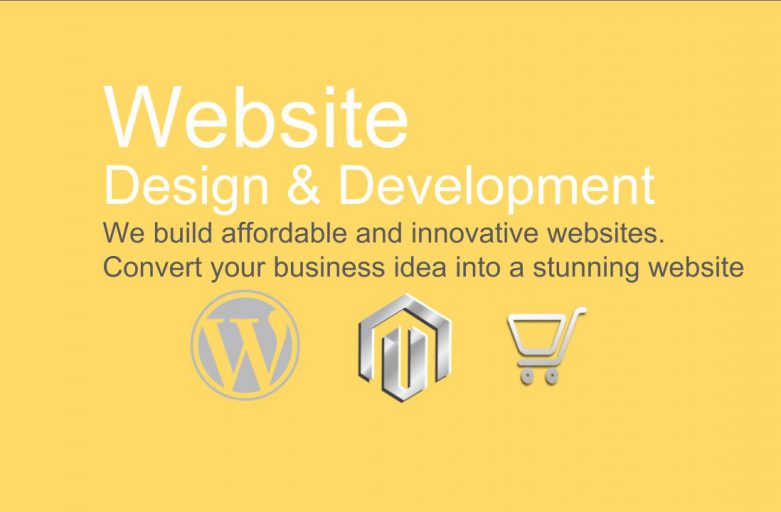 Website
Design & Development
We build affordable and innovative websites.
Convert your business idea into a stunning website